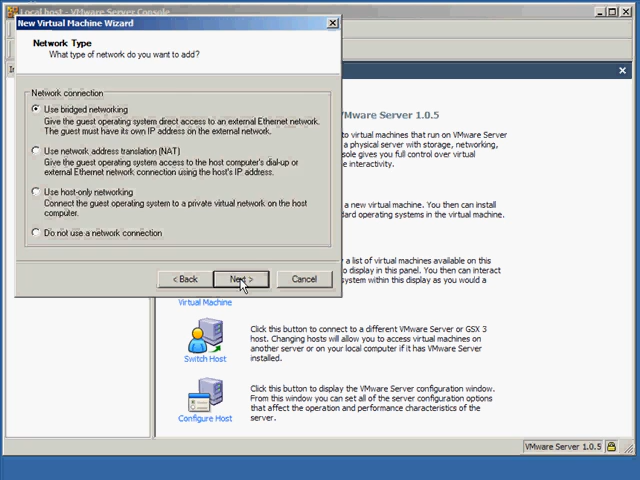 Local host - VMware Server Console
New Virtual Machine Wizard
Network Type
What type of network do you want to add?
Network connection
Use bridged networking
Give the guest operating system direct access to an external Ethernet network.
The guest must have its own IP address on the external network.
Use network address translation (NAT)
Give the guest operating system access to the host computer's dial-up or
external Ethernet network connection using the host's IP address.
Use host-only networking
Connect the guest operating system to a private virtual network on the host
computer.
Do not use a network connection
< Back
Next >
Cancel
VMware Server 1.0.5
to virtual machines that run on VMware Server
a physical server with storage, networking,
sole gives you full control over virtual
interactivity.
a new virtual machine. You then can install
dard operating systems in the virtual machine.
a list of virtual machines available on this
to display in this panel. You then can interact
system within this display as you would a
Virtual Machine
Click this button to connect to a different VMware Server or GSX 3
host. Changing hosts will allow you to access virtual machines on
another server or on your local computer if it has VMware Server
installed.
Switch Host
Click this button to display the VMware Server configuration window.
From this window you can set all of the server configuration options
that affect the operation and performance characteristics of the
server.
Configure Host
VMware Server 1.0.5